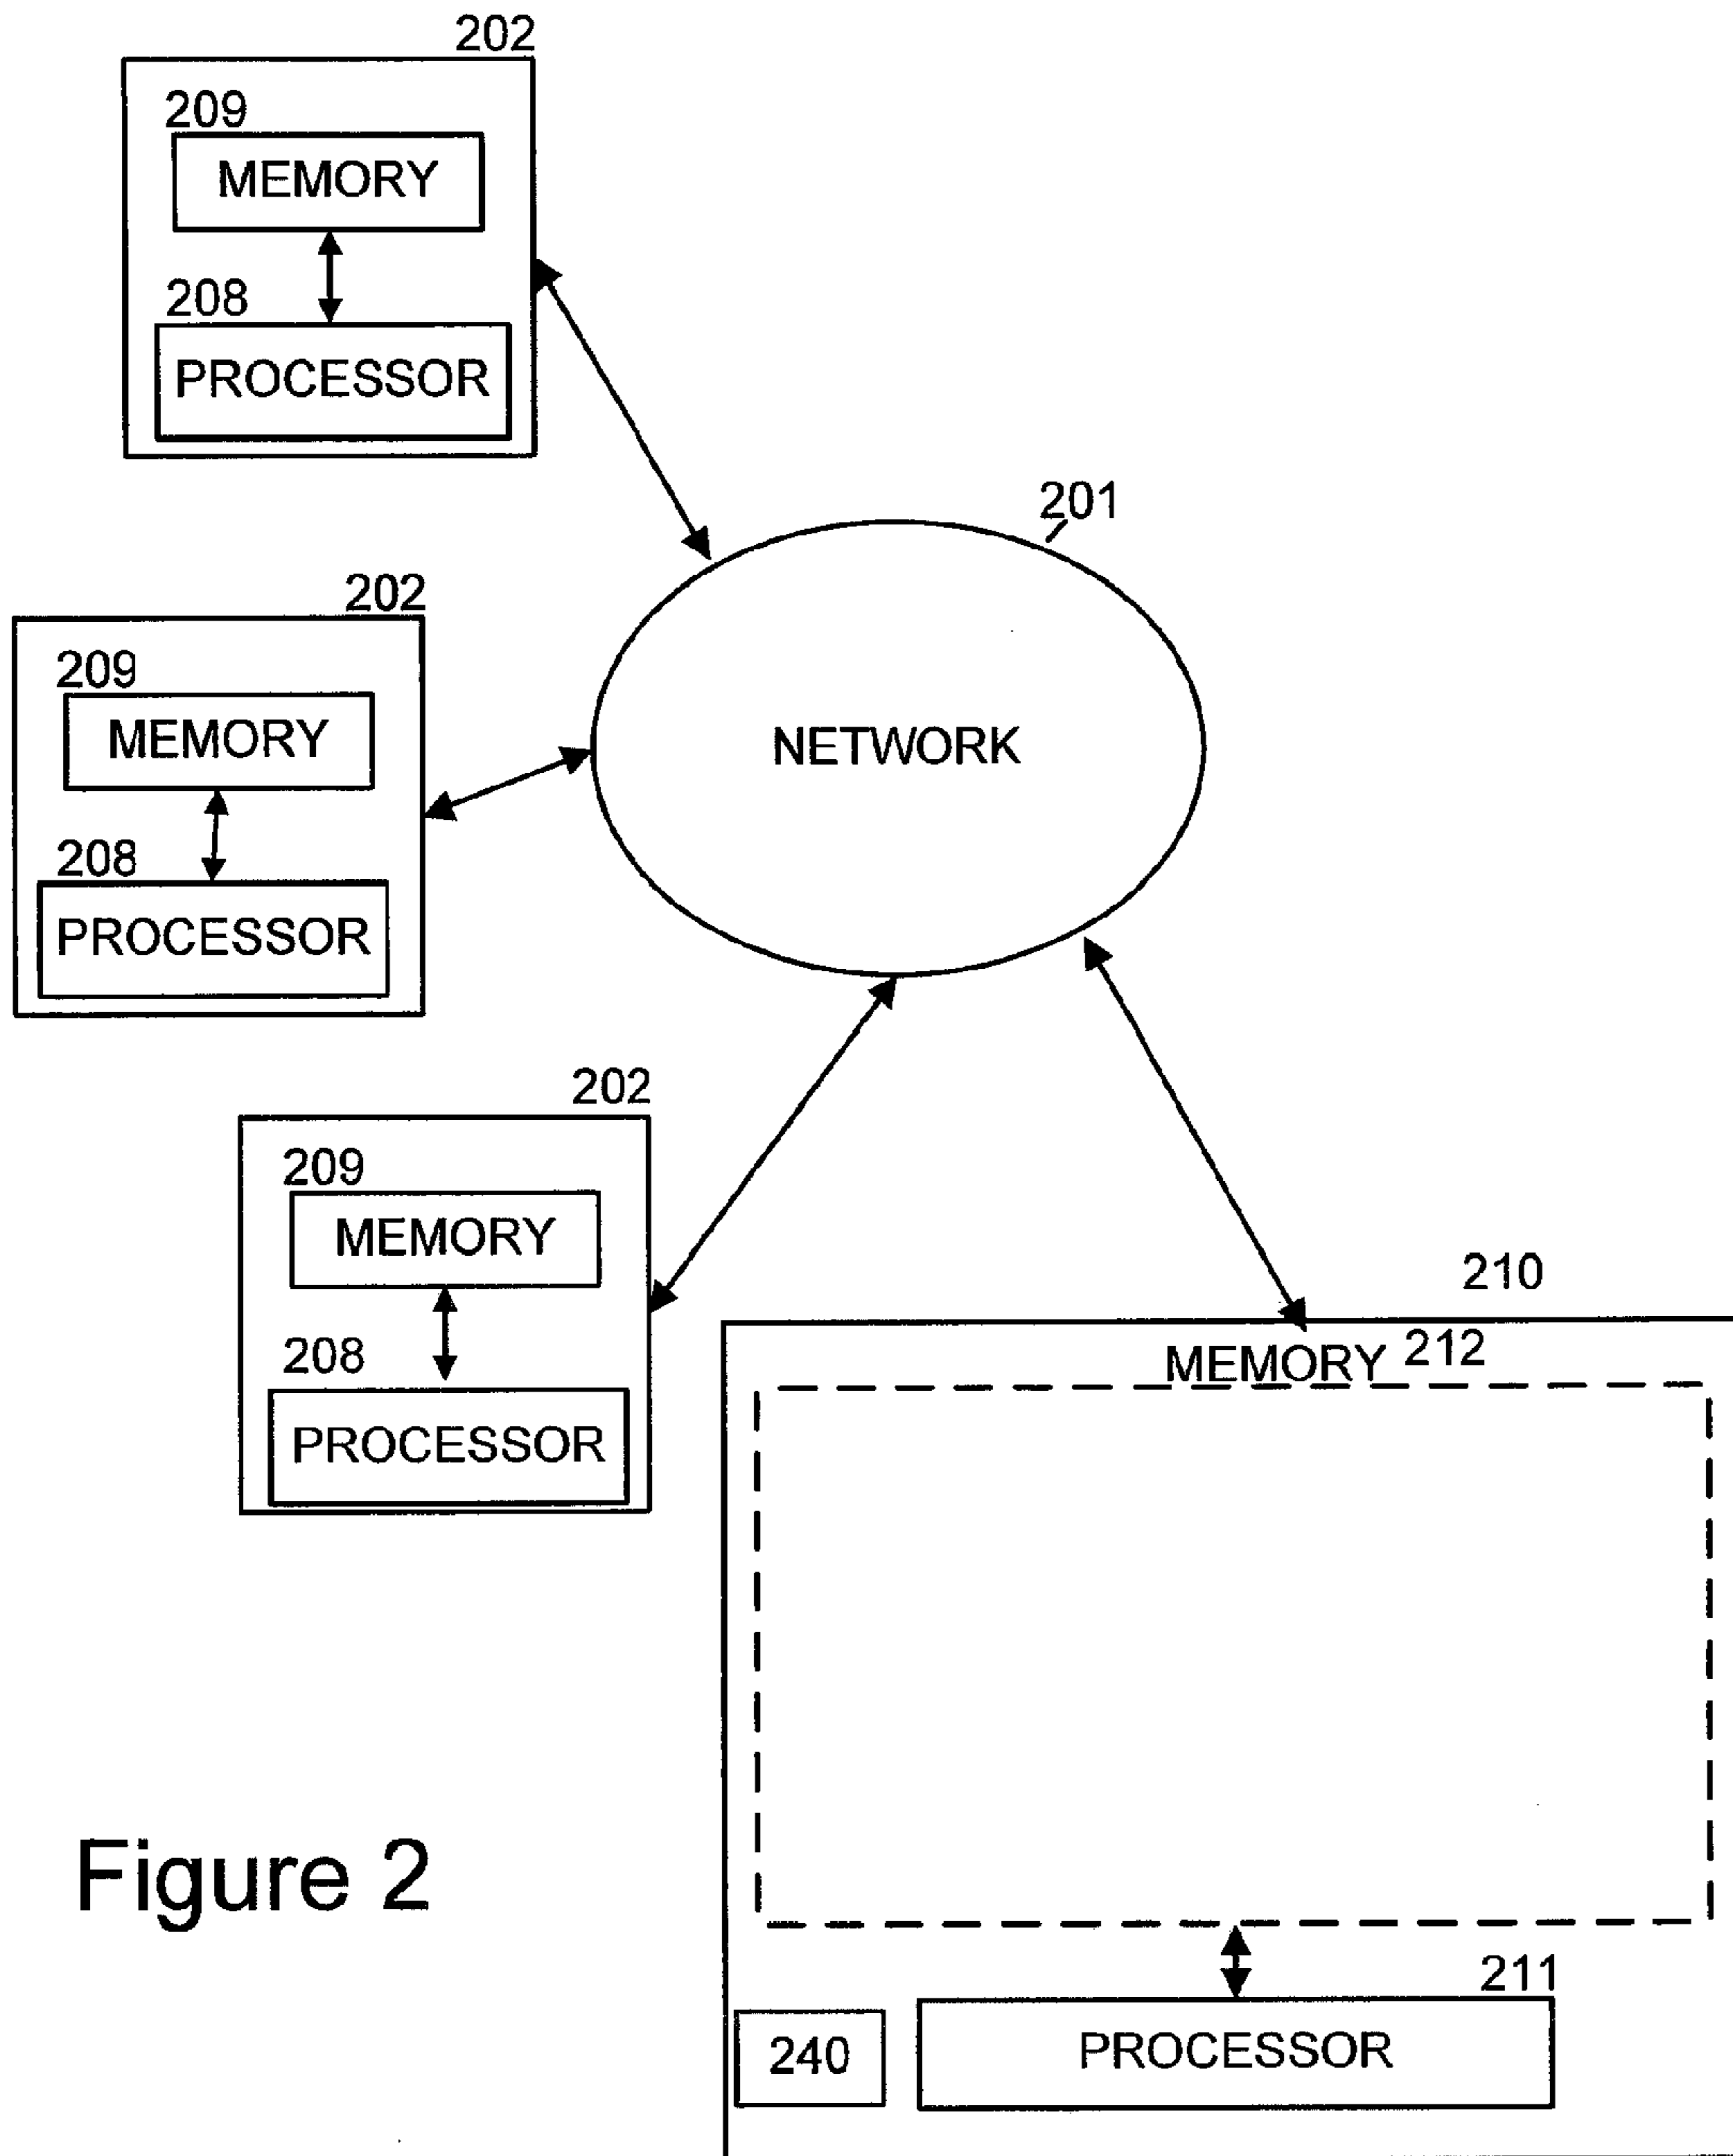 202
209
MEMORY
208
PROCESSOR
201
NETWORK
202
209
MEMORY
208
PROCESSOR
202
209
MEMORY
208
PROCESSOR
210
MEMORY 212
211
240
PROCESSOR
Figure 2